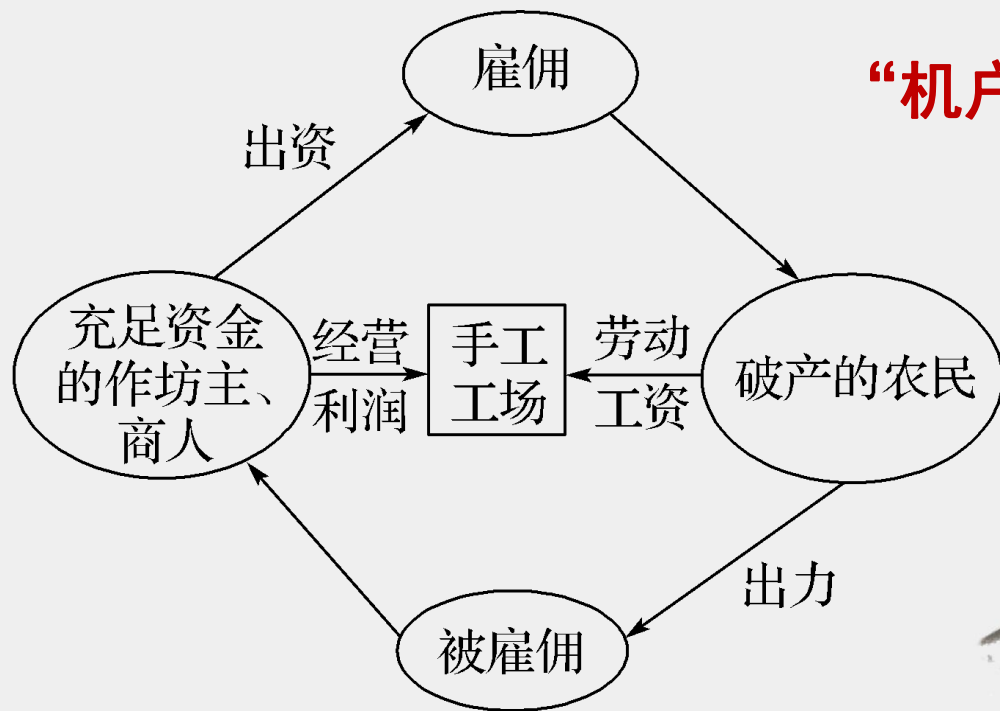 雇佣
“机户
出资
充足资金
的作坊主、
商人
经营
利润
手工
工场
劳动
工资
破产的农民
出力
被雇佣